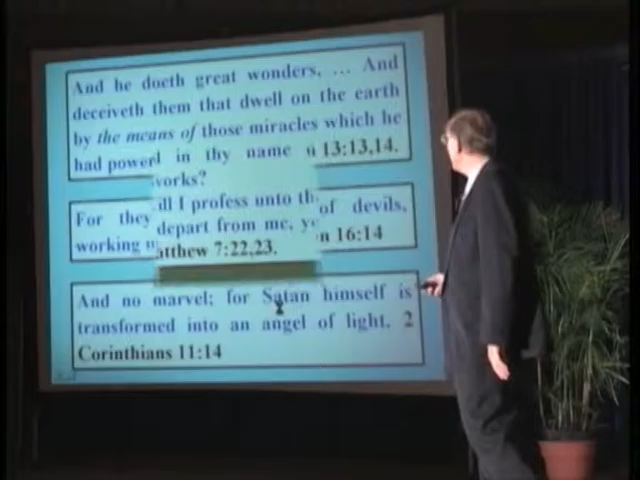 And he doeth great wonders, ... And
deceiveth them that dwell on the earth
by the means of those miracles which he
had power in thy name n 13:13,14.
works?
For they ill I profess unto th of devils,
working depart from me, ye n 16:14
atthew 7:22,23.
And no marvel; for Satan himself is
transformed into an angel of light. 2
Corinthians 11:14